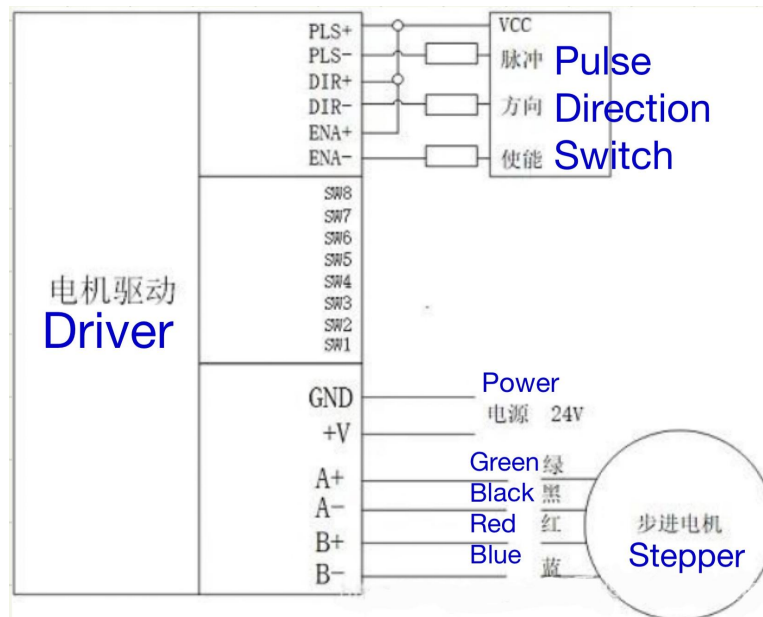 PLS+
PLS-
DIR+
DIR-
ENA+
ENA-
VCC
脉冲 Pulse
方向 Direction
使能 Switch
SW8
SW7
SW6
SW5
SW4
SW3
SW2
SW1
电机驱动
Driver
GND
+V
A+
A-
B+
B-
Power
电源 24V
Green 绿
Black 黑
Red 红
Blue 蓝
步进电机
Stepper